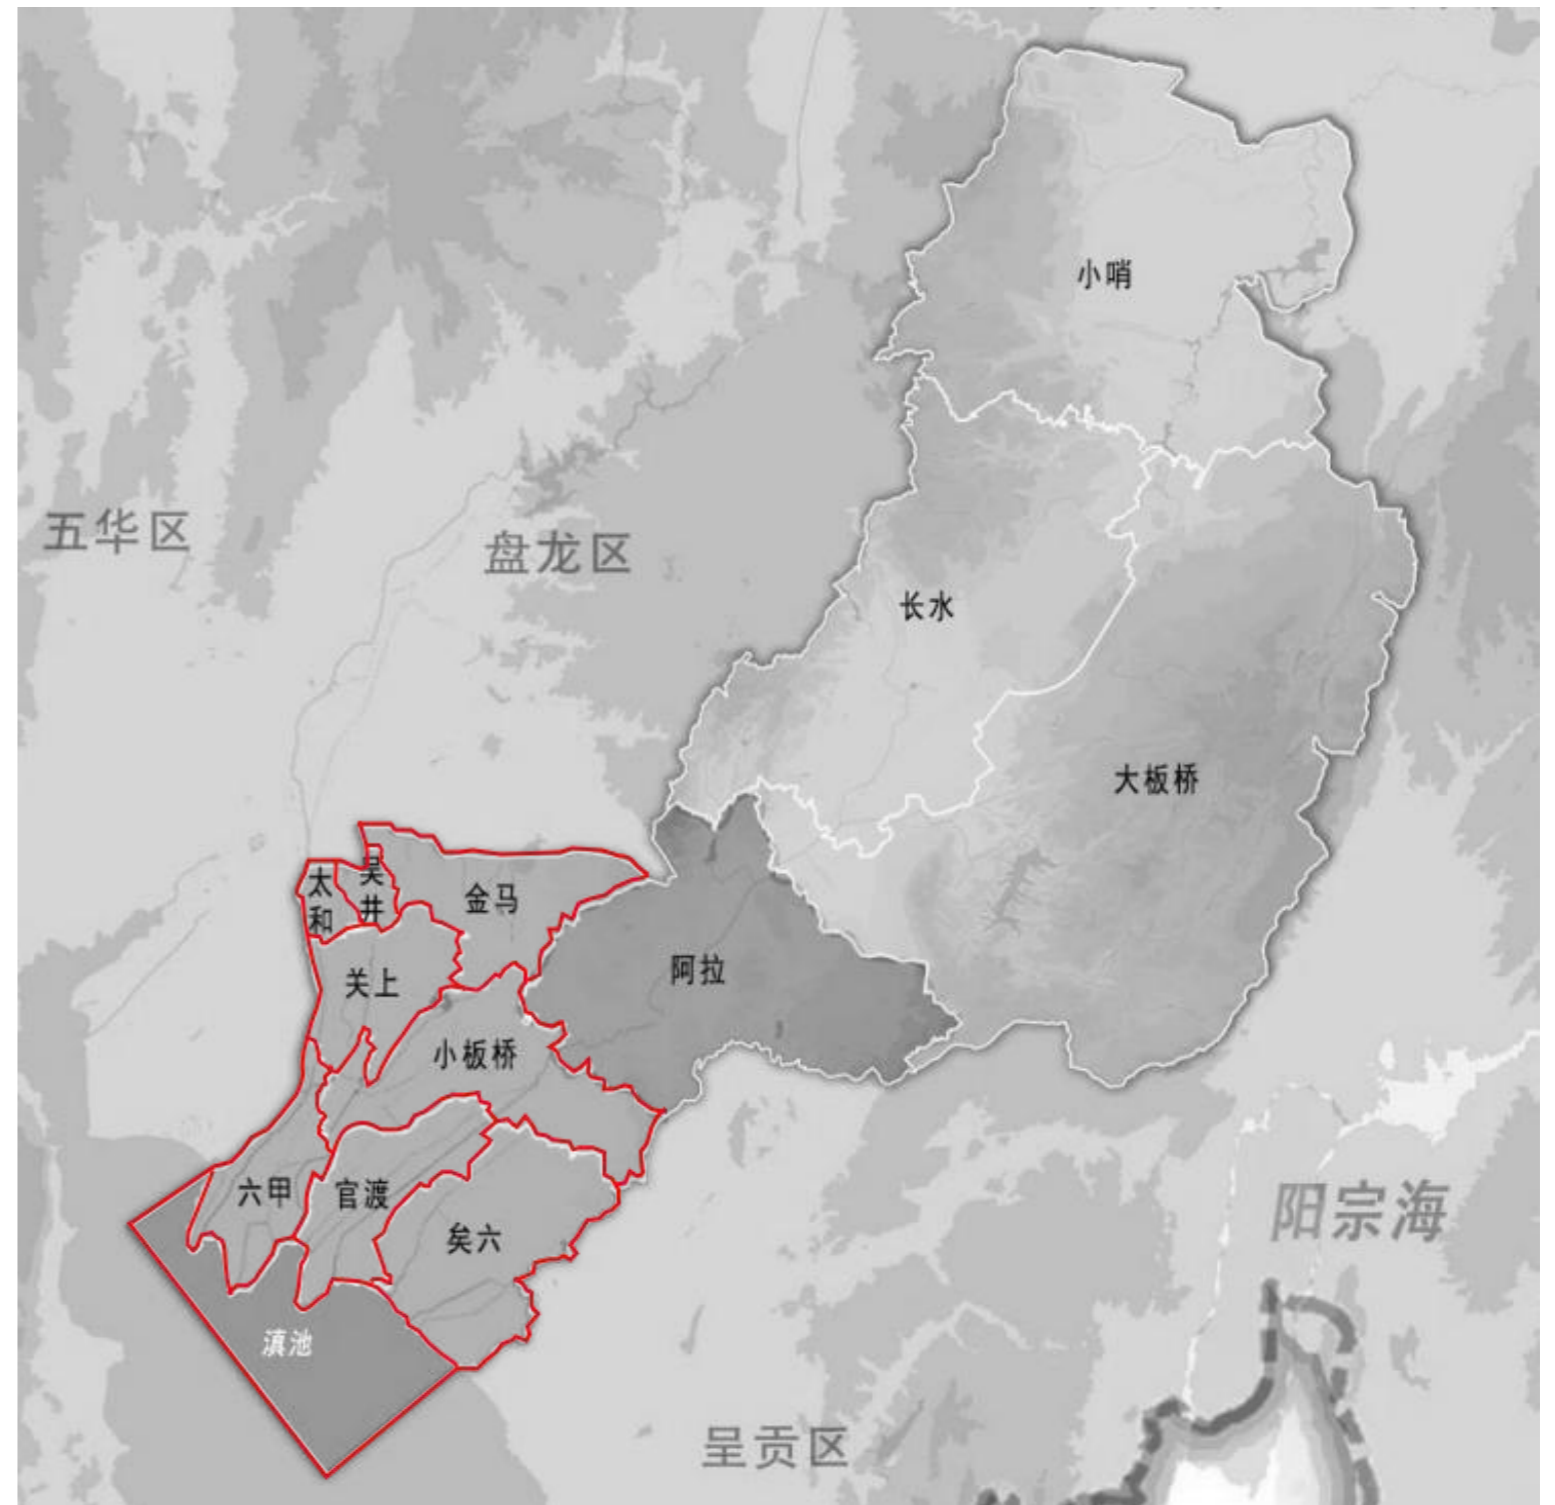 小哨
五华区
盘龙区
长水
大板桥
太和
吴井
金马
阿拉
关上
小板桥
六甲
官渡
矣六
阳宗海
滇池
呈贡区